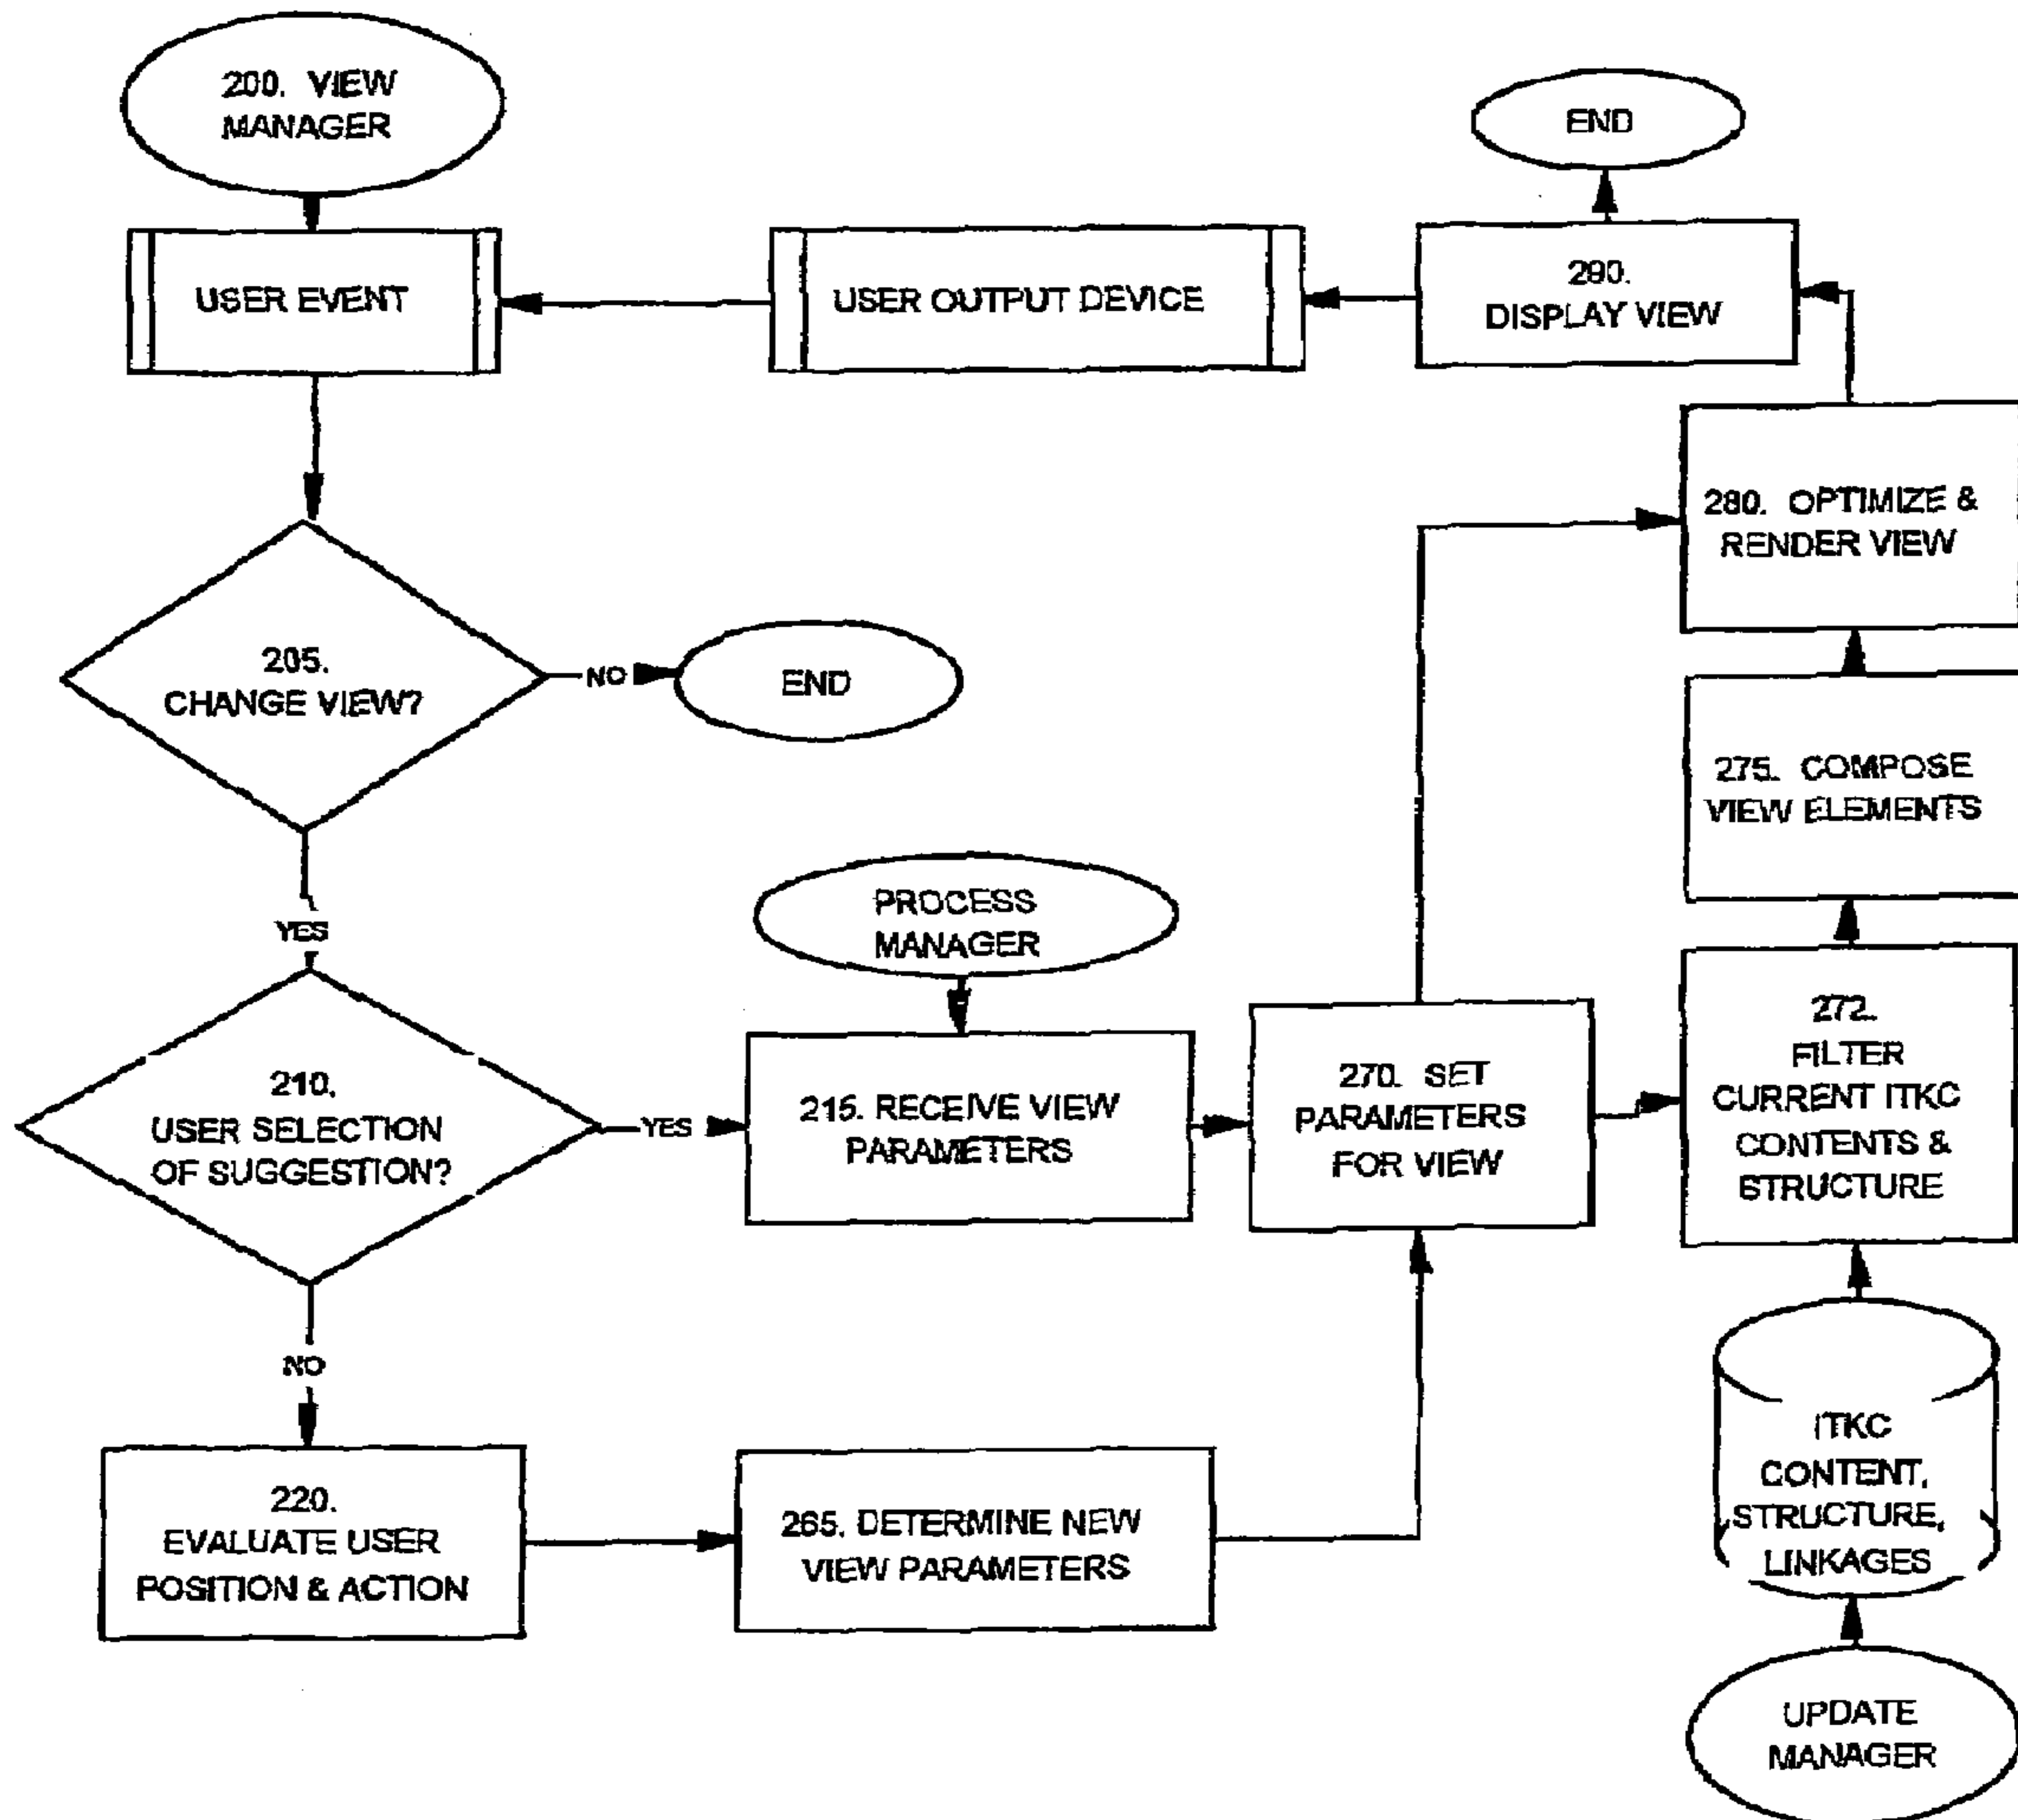 200. VIEW
MANAGER
END
USER EVENT
USER OUTPUT DEVICE
290.
DISPLAY VIEW
280. OPTIMIZE &
RENDER VIEW
205.
CHANGE VIEW?
NO
END
275. COMPOSE
VIEW ELEMENTS
YES
PROCESS
MANAGER
210.
USER SELECTION
OF SUGGESTION?
YES
215. RECEIVE VIEW
PARAMETERS
270. SET
PARAMETERS
FOR VIEW
272.
FILTER
CURRENT ITKC
CONTENTS &
STRUCTURE
NO
220.
EVALUATE USER
POSITION & ACTION
265. DETERMINE NEW
VIEW PARAMETERS
ITKC
CONTENT,
STRUCTURE,
LINKAGES
UPDATE
MANAGER